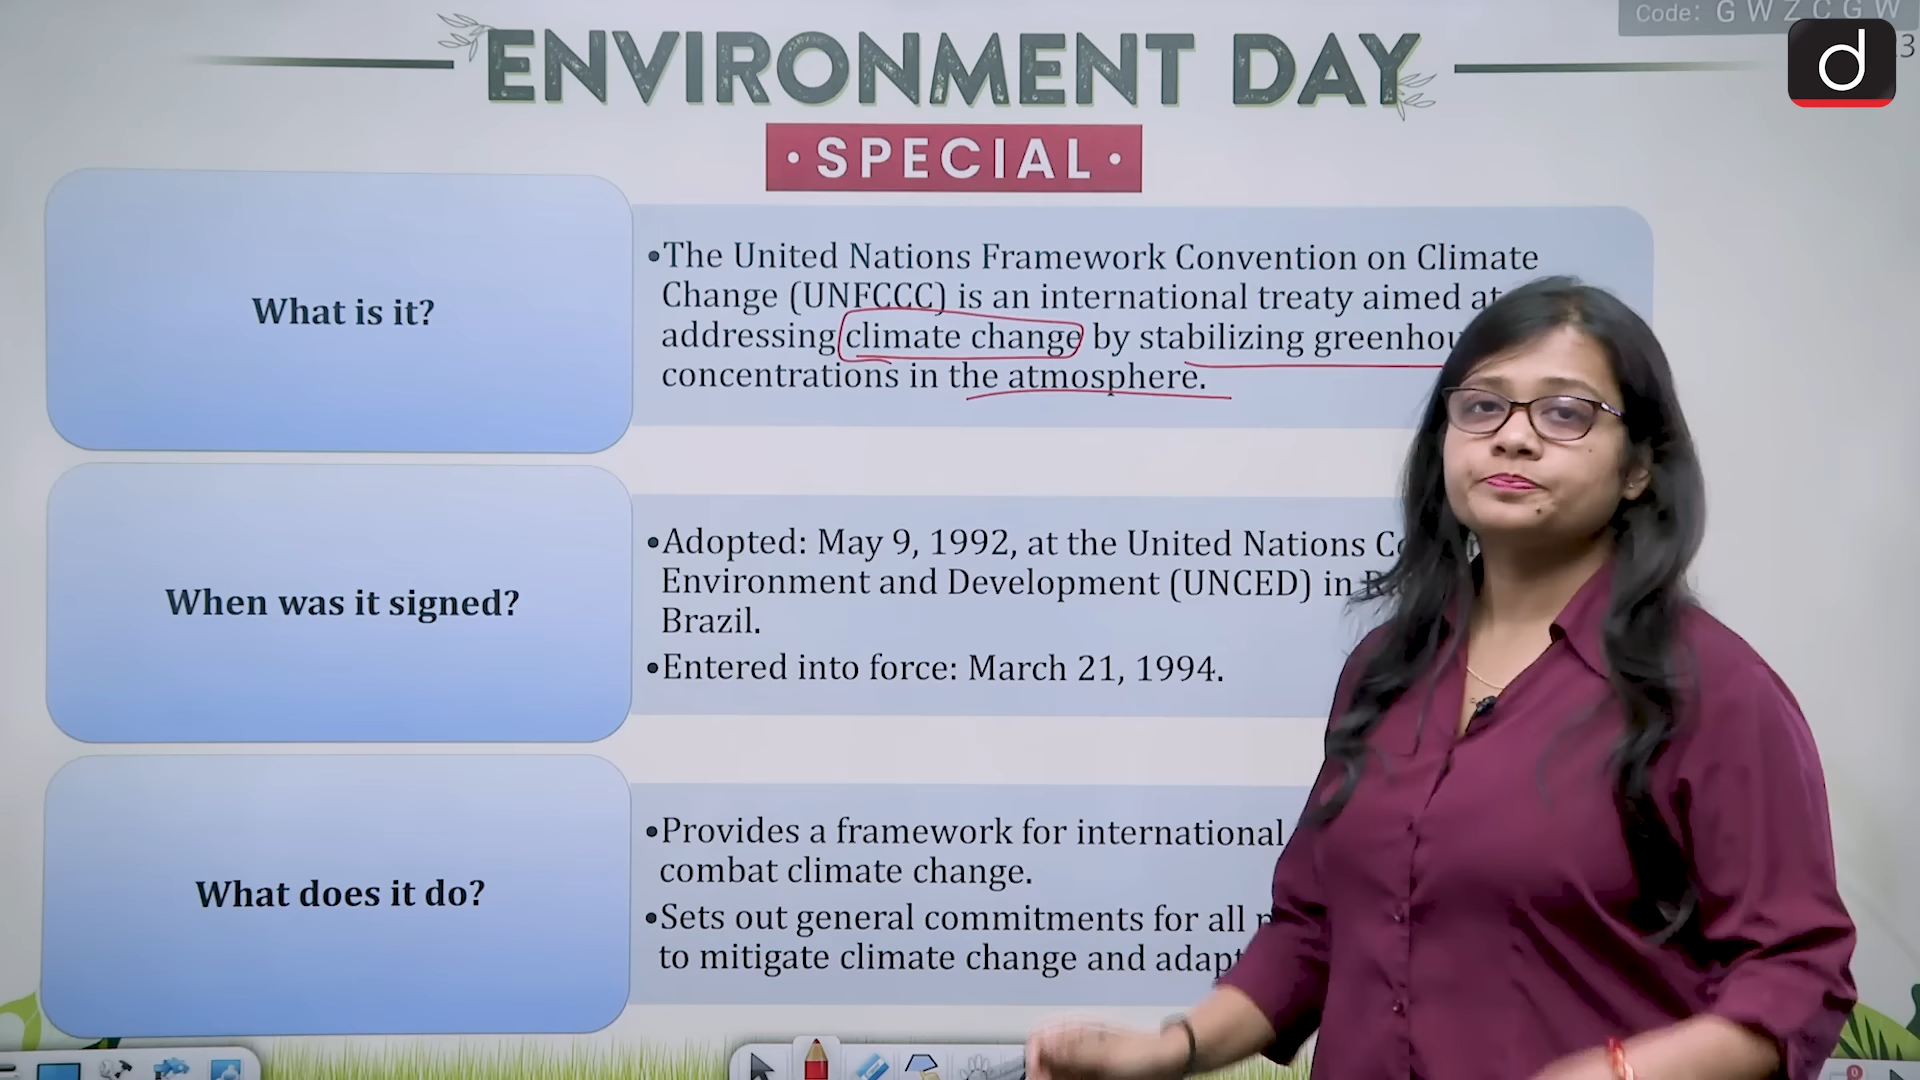 Code: G W Z C G W
ENVIRONMENT DAY
d
3
• SPECIAL •
What is it?
•The United Nations Framework Convention on Climate
Change (UNFCCC) is an international treaty aimed at
addressing climate change by stabilizing
concentrations in the atmosphere.
When was it signed?
•Adopted: May 9, 1992, at the United Nations
Environment and Development (UNCED) in
Brazil.
•Entered into force: March 21, 1994.
What does it do?
•Provides a framework for international
combat climate change.
•Sets out general commitments for all
to mitigate climate change and